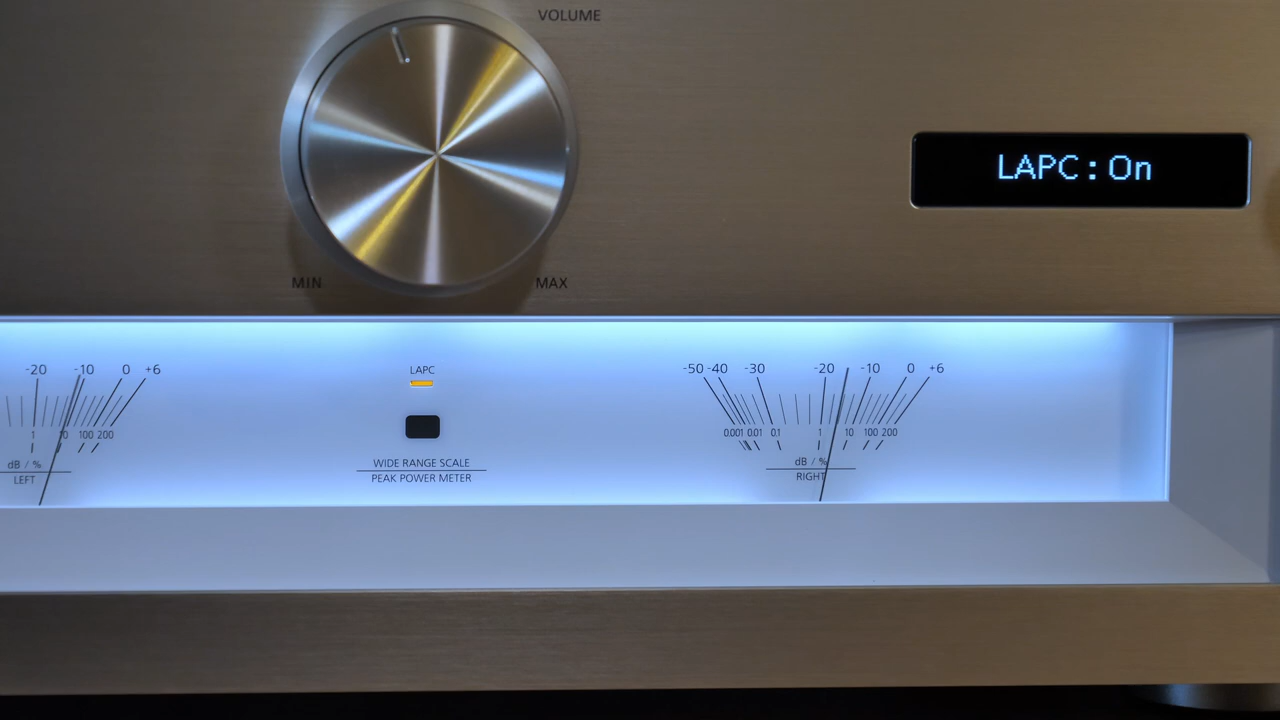 VOLUME
MIN MAX
LAPC : On
-20 -10 0 +6
1 10 100 200
dB / %
LEFT
LAPC
WIDE RANGE SCALE
PEAK POWER METER
-50 -40 -30 -20 -10 0 +6
0.001 0.01 0.1 1 10 100 200
dB / %
RIGHT